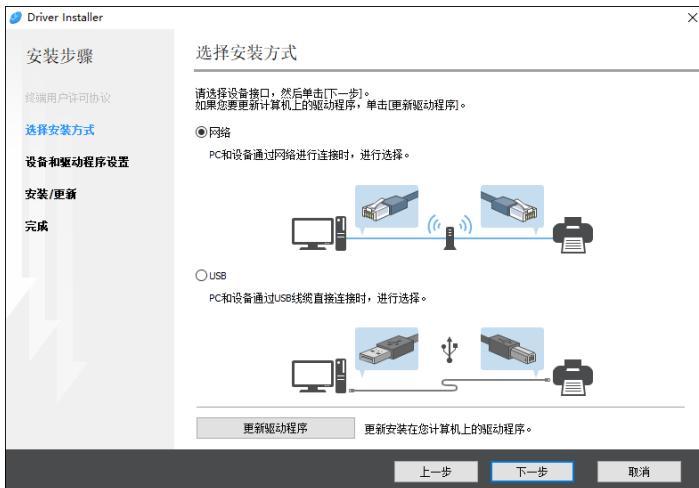 Driver Installer
安装步骤
终端用户许可协议
选择安装方式
设备和驱动程序设置
安装/更新
完成
选择安装方式
请选择设备接口，然后单击[下一步]。
如果您要更新计算机上的驱动程序，单击[更新驱动程序]。
网络
PC和设备通过网络进行连接时，进行选择。
USB
PC和设备通过USB线缆直接连接时，进行选择。
更新驱动程序
更新安装在您计算机上的驱动程序。
上一步
下一步
取消